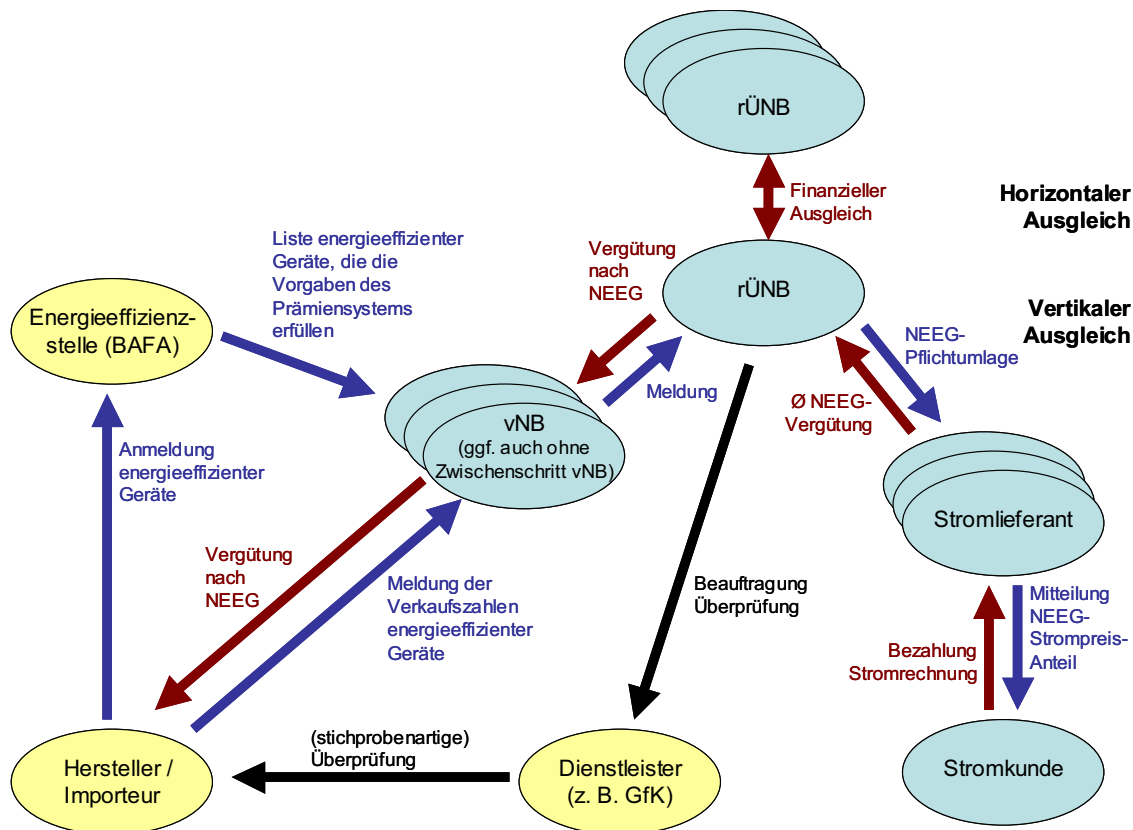 rÜNB
Finanzieller
Ausgleich
Horizontaler
Ausgleich
Liste energieeffizienter
Geräte, die die
Vorgaben des
Prämiensystems
erfüllen
Vergütung
nach
NEEG
rÜNB
Vertikaler
Ausgleich
Energieeffizienz-
stelle (BAFA)
NEEG-
Pflichtumlage
Meldung
Ø NEEG-
Vergütung
vNB
(ggf. auch ohne
Zwischenschritt vNB)
Anmeldung
energieeffizienter
Geräte
Stromlieferant
Vergütung
nach
NEEG
Meldung der
Verkaufszahlen
energieeffizienter
Geräte
Beauftragung
Überprüfung
Mitteilung
NEEG-
Strompreis-
Anteil
Bezahlung
Stromrechnung
(stichprobenartige)
Überprüfung
Hersteller /
Importeur
Dienstleister
(z. B. GfK)
Stromkunde